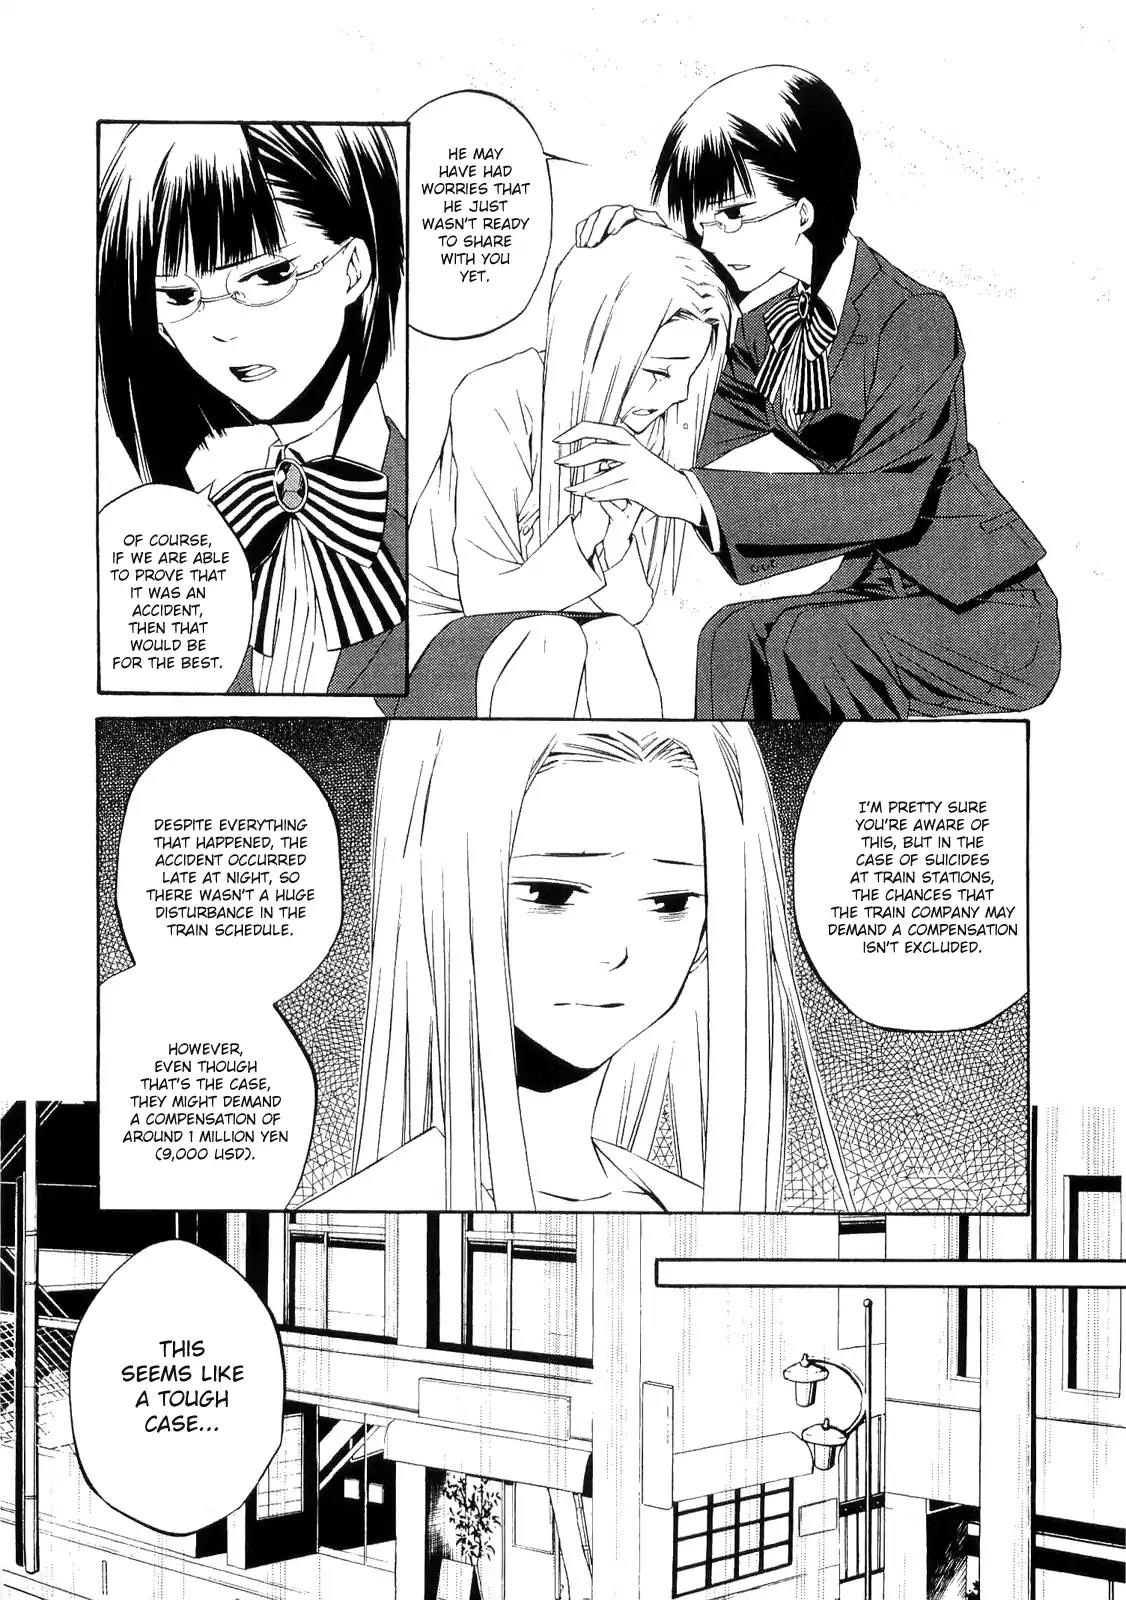 HE MAY
HAVE HAD
WORRIES THAT
HE JUST
WASN'T READY
TO SHARE
WITH YOU
YET.
OF COURSE,
IF WE ARE ABLE
TO PROVE THAT
IT WAS AN
ACCIDENT,
THEN THAT
WOULD BE
FOR THE BEST.
I'M PRETTY SURE
YOU'RE AWARE OF
THIS, BUT IN THE
CASE OF SUICIDES
AT TRAIN STATIONS,
THE CHANCES THAT
THE TRAIN COMPANY MAY
DEMAND A COMPENSATION
ISN'T EXCLUDED.
DESPITE EVERYTHING
THAT HAPPENED, THE
ACCIDENT OCCURRED
LATE AT NIGHT, SO
THERE WASN'T A HUGE
DISTURBANCE IN THE
TRAIN SCHEDULE.
HOWEVER,
EVEN THOUGH
THAT'S THE CASE,
THEY MIGHT DEMAND
A COMPENSATION OF
AROUND 1 MILLION YEN
(9,000 USD).
THIS
SEEMS LIKE
A TOUGH
CASE...